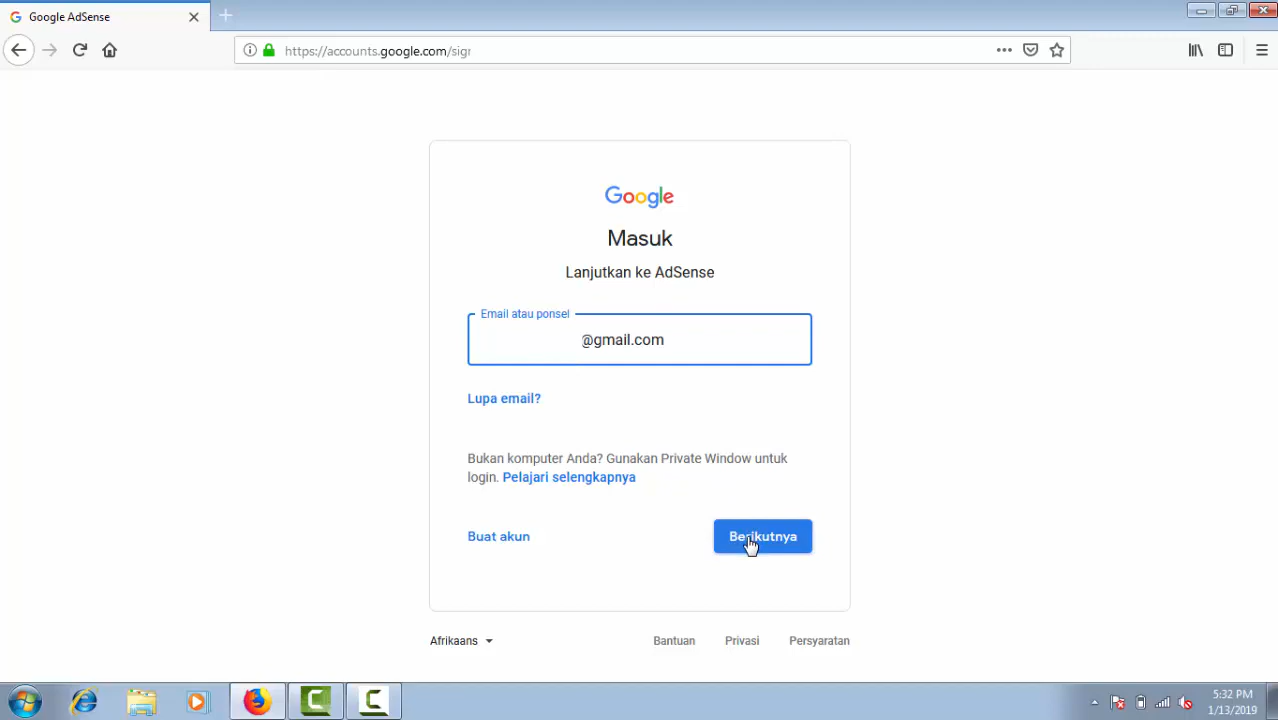 Google AdSense
https://accounts.google.com/sigr
Google
Masuk
Lanjutkan ke AdSense
Email atau ponsel
@gmail.com
Lupa email?
Bukan komputer Anda? Gunakan Private Window untuk
login. Pelajari selengkapnya
Buat akun
Berikutnya
Afrikaans
Bantuan
Privasi
Persyaratan
5:32 PM
1/13/2019